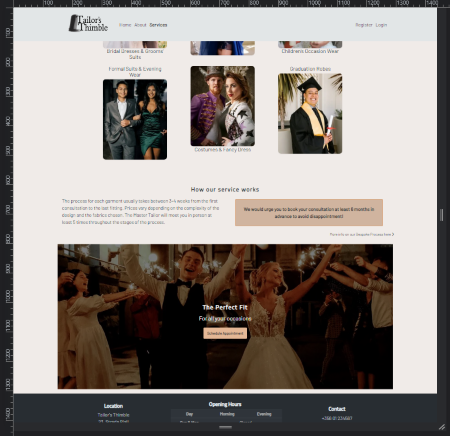 Tailor's
Thimble
Home About Services
Register Login
Bridal Dresses & Grooms'
Suits
Children's Occasion Wear
Formal Suits & Evening
Wear
Graduation Robes
Costumes & Fancy Dress
How our service works
The process for each garment usually takes between 3-4 weeks from the first
consultation to the last fitting. Prices vary depending on the complexity of the
design and the fabrics chosen. The Master Tailor will meet you in person at
least 5 times throughout the stages of the process.
We would urge you to book your consultation at least 6 months in
advance to avoid disappointment!
The Perfect Fit
For all your occasions
Schedule Appointment
Location
Tailor's Thimble
Opening Hours
Day Morning Evening
Contact